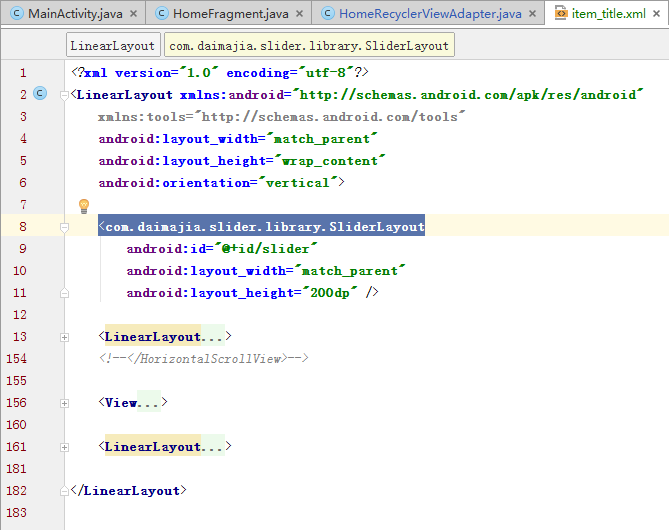 MainActivity.java × HomeFragment.java × HomeRecyclerViewAdapter.java × item_title.xml ×
LinearLayout com.daimajia.slider.library.SliderLayout
1 <?xml version="1.0" encoding="utf-8"?>
2 <LinearLayout xmlns:android="http://schemas.android.com/apk/res/android"
3 xmlns:tools="http://schemas.android.com/tools"
4 android:layout_width="match_parent"
5 android:layout_height="wrap_content"
6 android:orientation="vertical">
7
8 <com.daimajia.slider.library.SliderLayout
9 android:id="@+id/slider"
10 android:layout_width="match_parent"
11 android:layout_height="200dp" />
12
13 <LinearLayout...>
154 <!--</HorizontalScrollView>-->
155
156 <View...>
160
161 <LinearLayout...>
181
182 </LinearLayout>
183